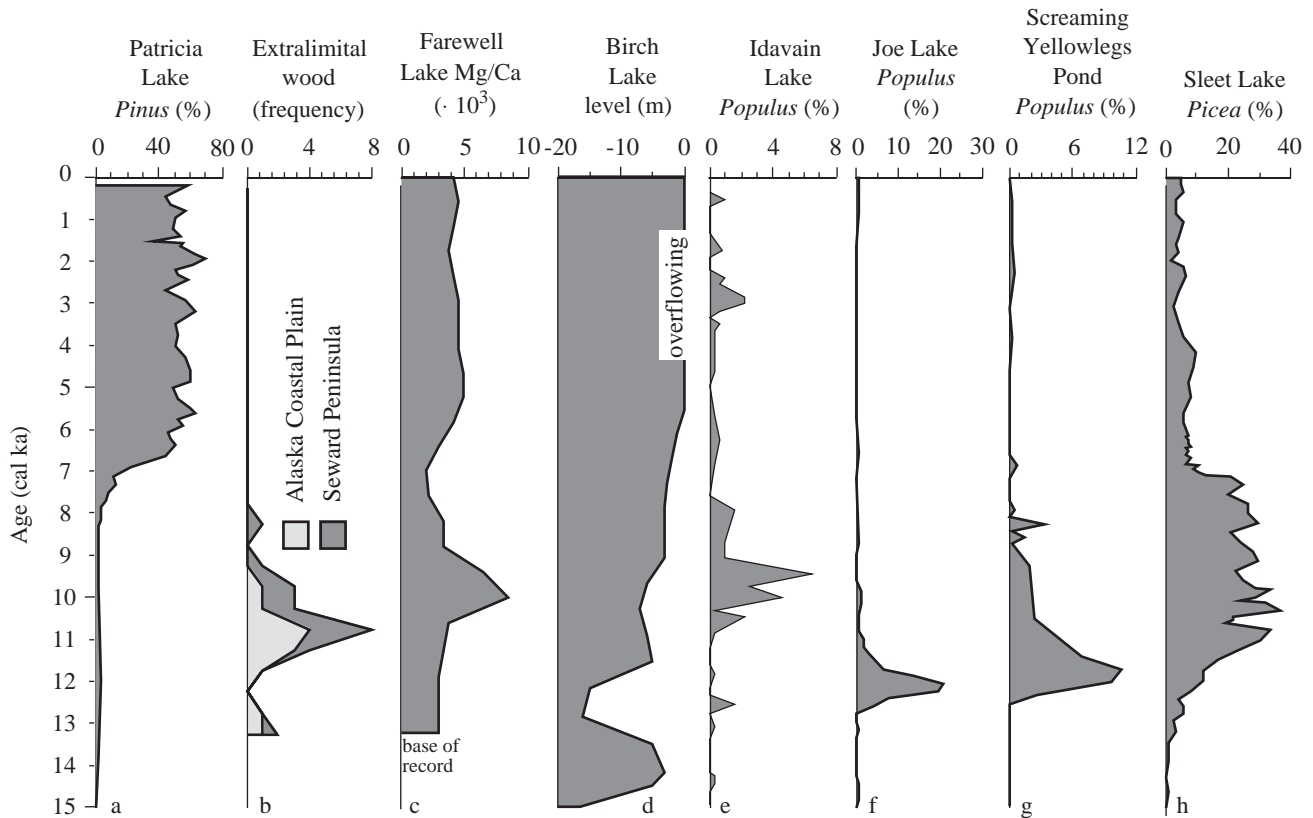 Patricia
Lake
Pinus (%)
Extralimital
wood
(frequency)
Farewell
Lake Mg/Ca
(· 10³)
Birch
Lake
level (m)
Idavain
Lake
Populus (%)
Joe Lake
Populus
(%)
Screaming
Yellowlegs
Pond
Populus (%)
Sleet Lake
Picea (%)
0 40 80
0 4 8
0 5 10
-20 -10 0
0 4 8
0 10 20 30
0 6 12
0 20 40
Age (cal ka)
0
1
2
3
4
5
6
7
8
9
10
11
12
13
14
15
Alaska Coastal Plain
Seward Peninsula
overflowing
base of
record
a
b
c
d
e
f
g
h